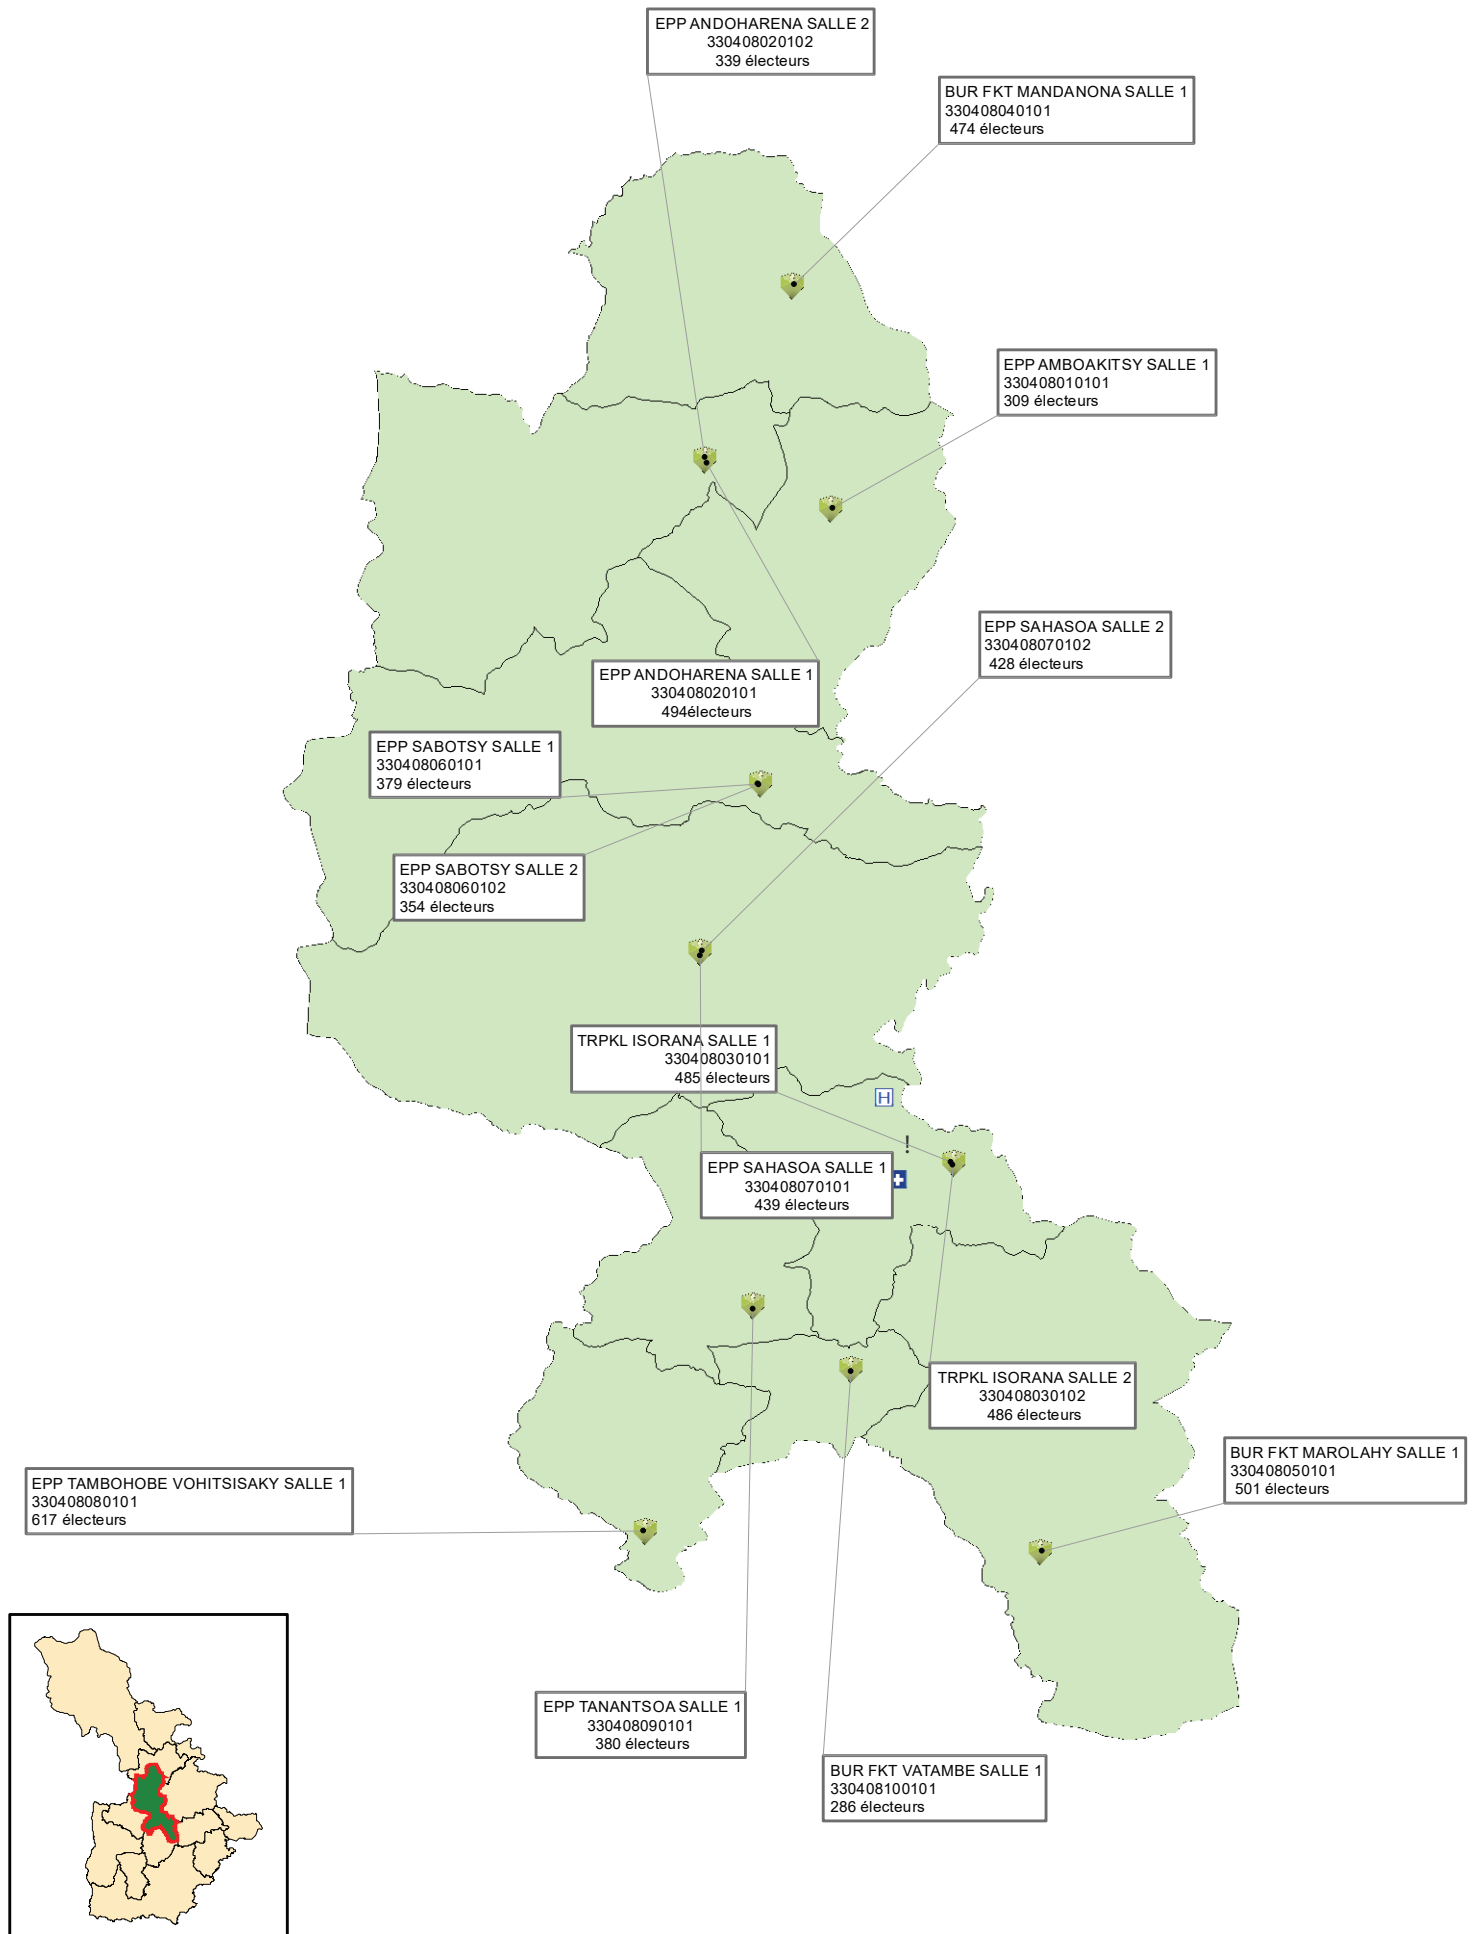 EPP ANDOHARENA SALLE 2
330408020102
339 électeurs
BUR FKT MANDANONA SALLE 1
330408040101
474 électeurs
EPP AMBOAKITSY SALLE 1
330408010101
309 électeurs
EPP SAHASOA SALLE 2
330408070102
428 électeurs
EPP ANDOHARENA SALLE 1
330408020101
494électeurs
EPP SABOTSY SALLE 1
330408060101
379 électeurs
EPP SABOTSY SALLE 2
330408060102
354 électeurs
TRPKL ISORANA SALLE 1
330408030101
485 électeurs
H
!
EPP SAHASOA SALLE 1
330408070101
439 électeurs
TRPKL ISORANA SALLE 2
330408030102
486 électeurs
BUR FKT MAROLAHY SALLE 1
330408050101
501 électeurs
EPP TAMBOHOBE VOHITSISAKY SALLE 1
330408080101
617 électeurs
EPP TANANTSOA SALLE 1
330408090101
380 électeurs
BUR FKT VATAMBE SALLE 1
330408100101
286 électeurs